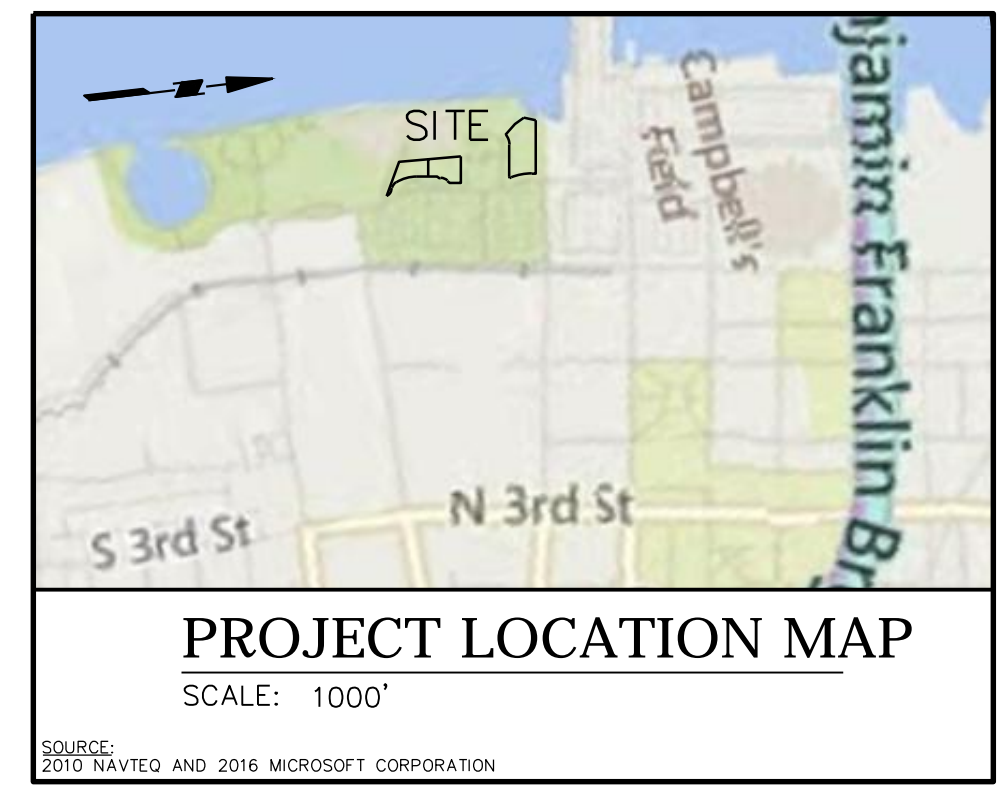 SITE
Campbell's
Field
njamin Franklin Br
N 3rd St
S 3rd St
PROJECT LOCATION MAP
SCALE: 1000'
SOURCE:
2010 NAVTEQ AND 2016 MICROSOFT CORPORATION